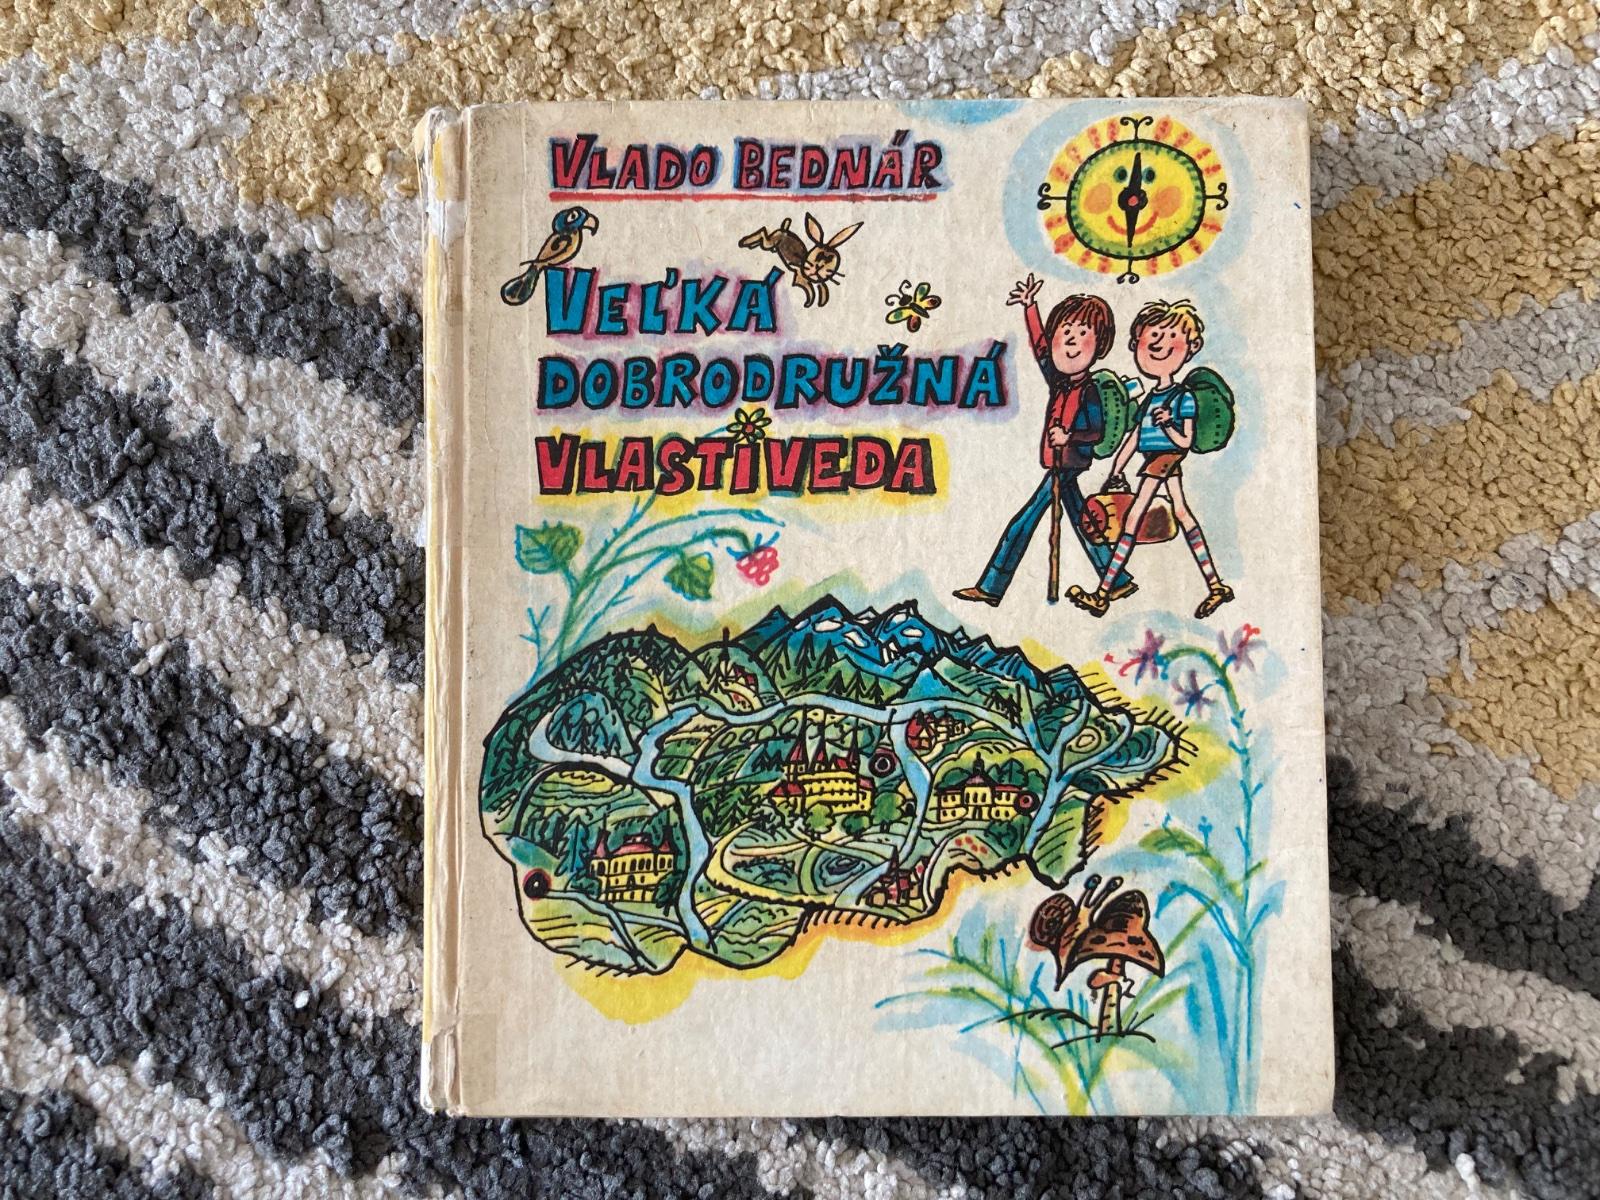 VLADO BEDNÁR
VEĽKÁ
DOBRODRUŽNÁ
VLASTIVEDA